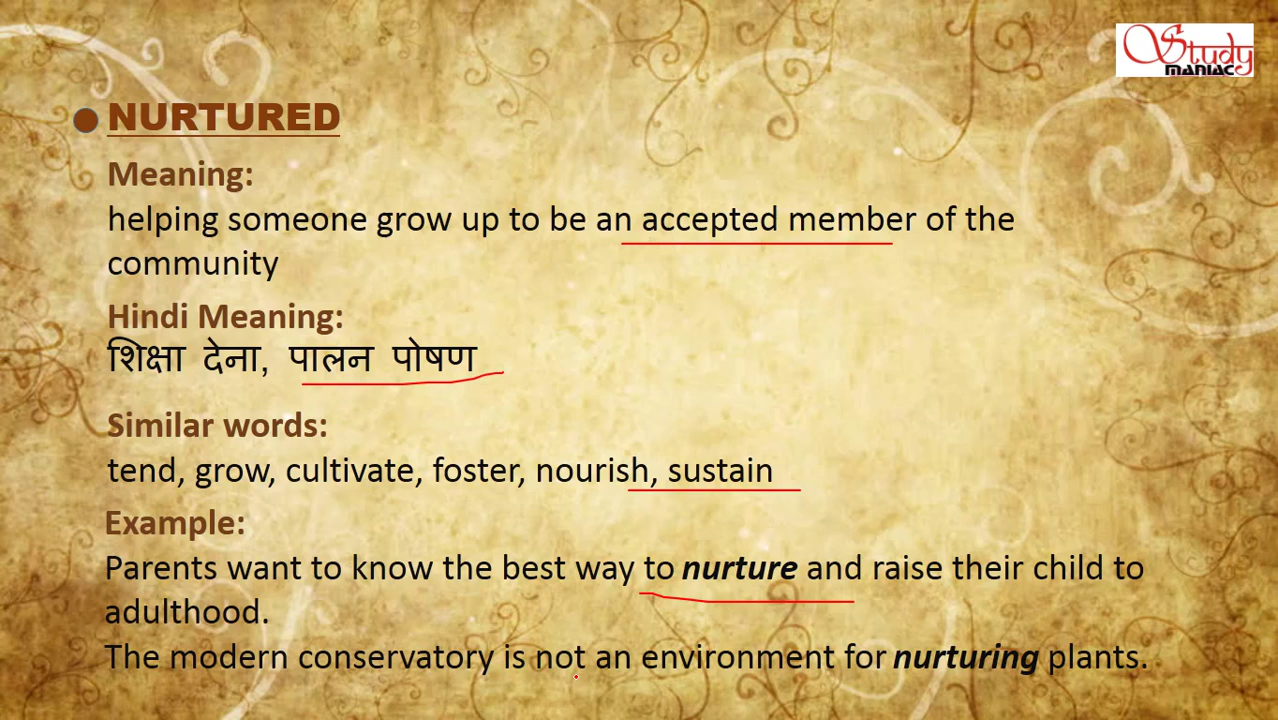 Study
MANIAC
NURTURED
Meaning:
helping someone grow up to be an accepted member of the
community
Hindi Meaning:
शिक्षा देना, पालन पोषण
Similar words:
tend, grow, cultivate, foster, nourish, sustain
Example:
Parents want to know the best way to nurture and raise their child to
adulthood.
The modern conservatory is not an environment for nurturing plants.